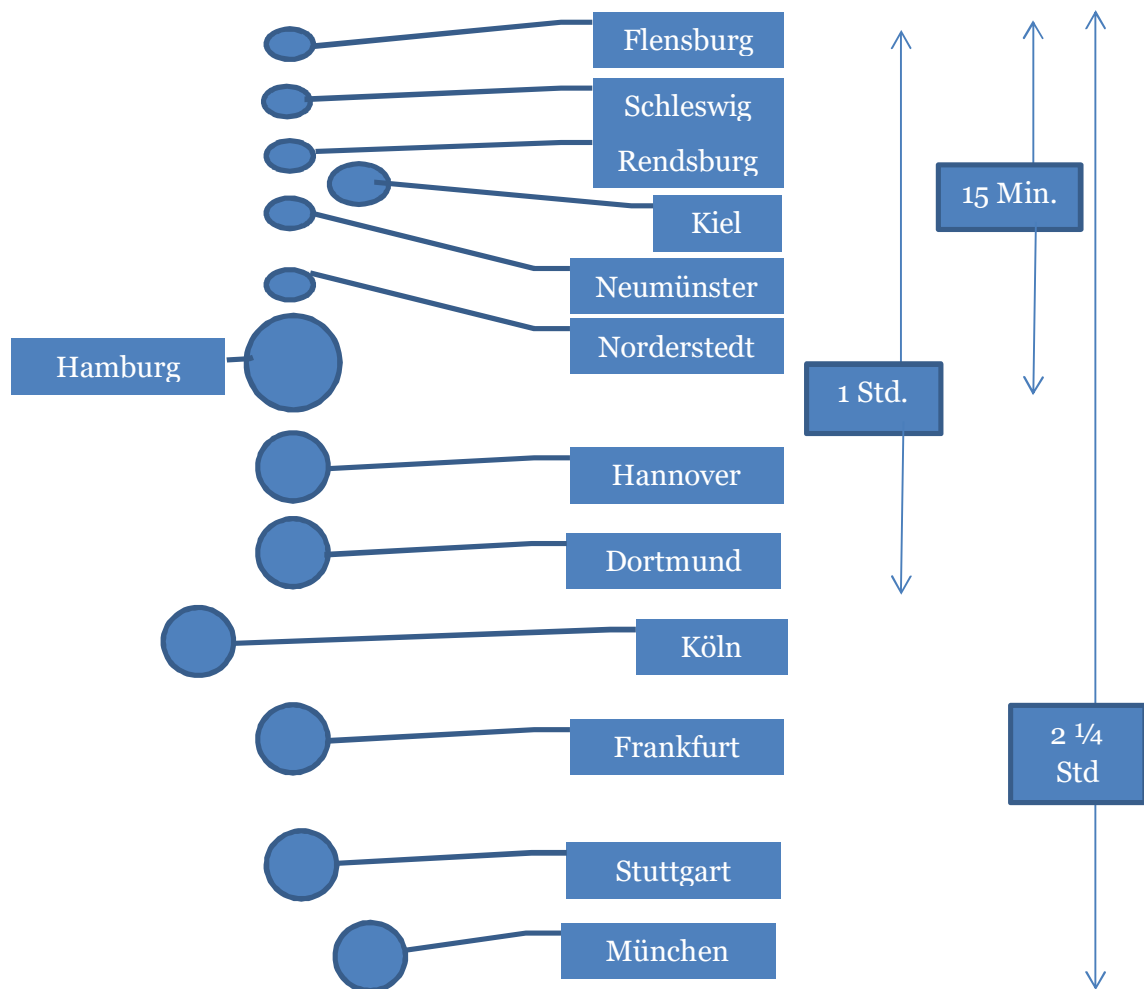 Flensburg
Schleswig
Rendsburg
15 Min.
Kiel
Neumünster
Norderstedt
Hamburg
1 Std.
Hannover
Dortmund
Köln
Frankfurt
2 ¼
Std
Stuttgart
München